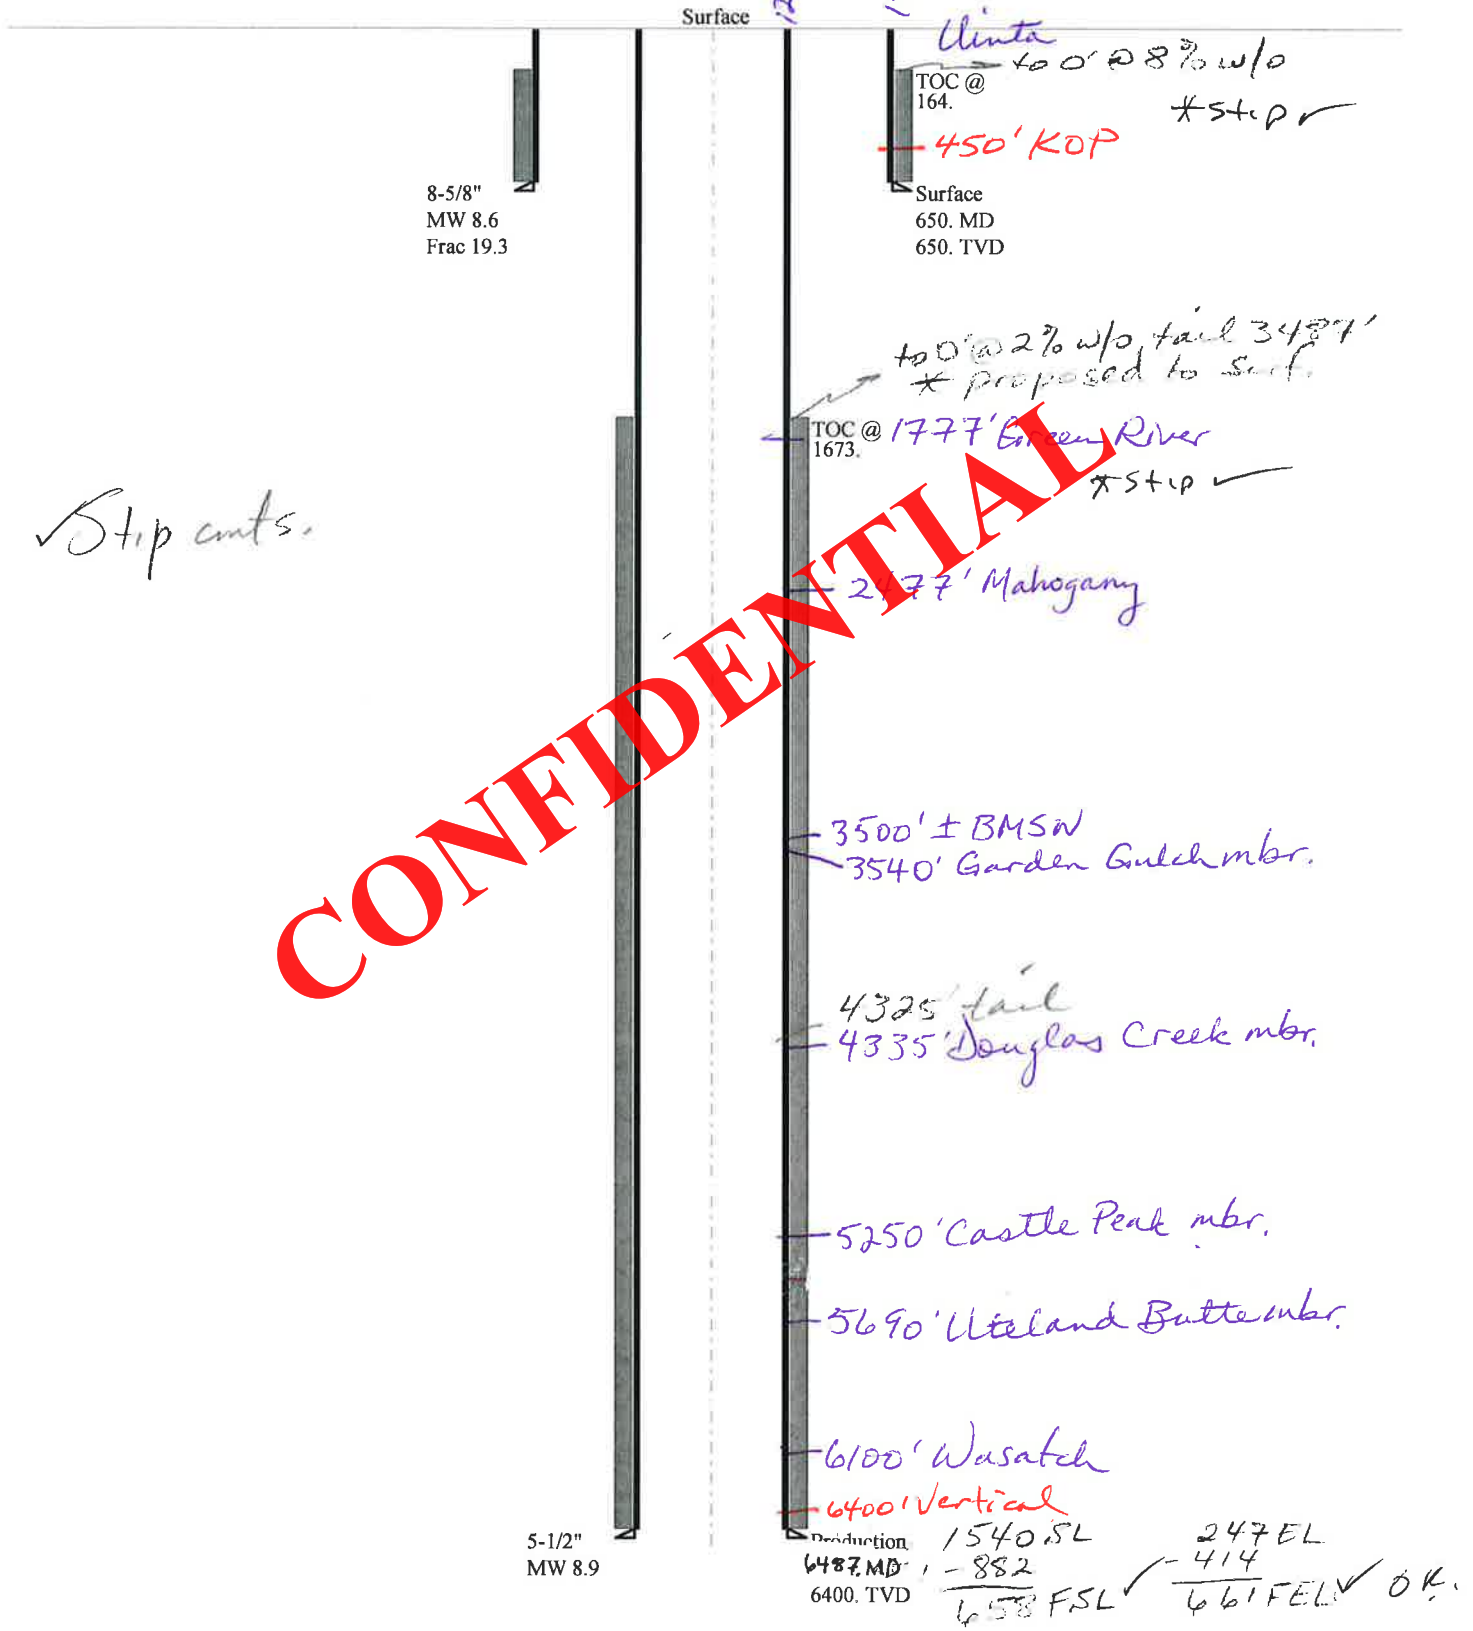 Surface
Uinta
to 0' @ 8% w/o
TOC @
164.
*stip ✓
450' KOP
8-5/8"
MW 8.6
Frac 19.3
Surface
650. MD
650. TVD
to 0' @ 2% w/o, tail 3487'
* proposed to Surf.
TOC @
1673.
1777' Green River
*stip ✓
✓Stip cmts.
2477' Mahogany
CONFIDENTIAL
3500' ± BMSW
3540' Garden Gulch mbr.
4325' tail
4335' Douglas Creek mbr.
5250' Castle Peak mbr.
5690' Uteland Butte mbr.
6100' Wasatch
6400' Vertical
5-1/2"
MW 8.9
Production
6487. MD
6400. TVD
1540 SL
-882
658 FSL ✓
247 EL
-414
661 FEL ✓ OK.